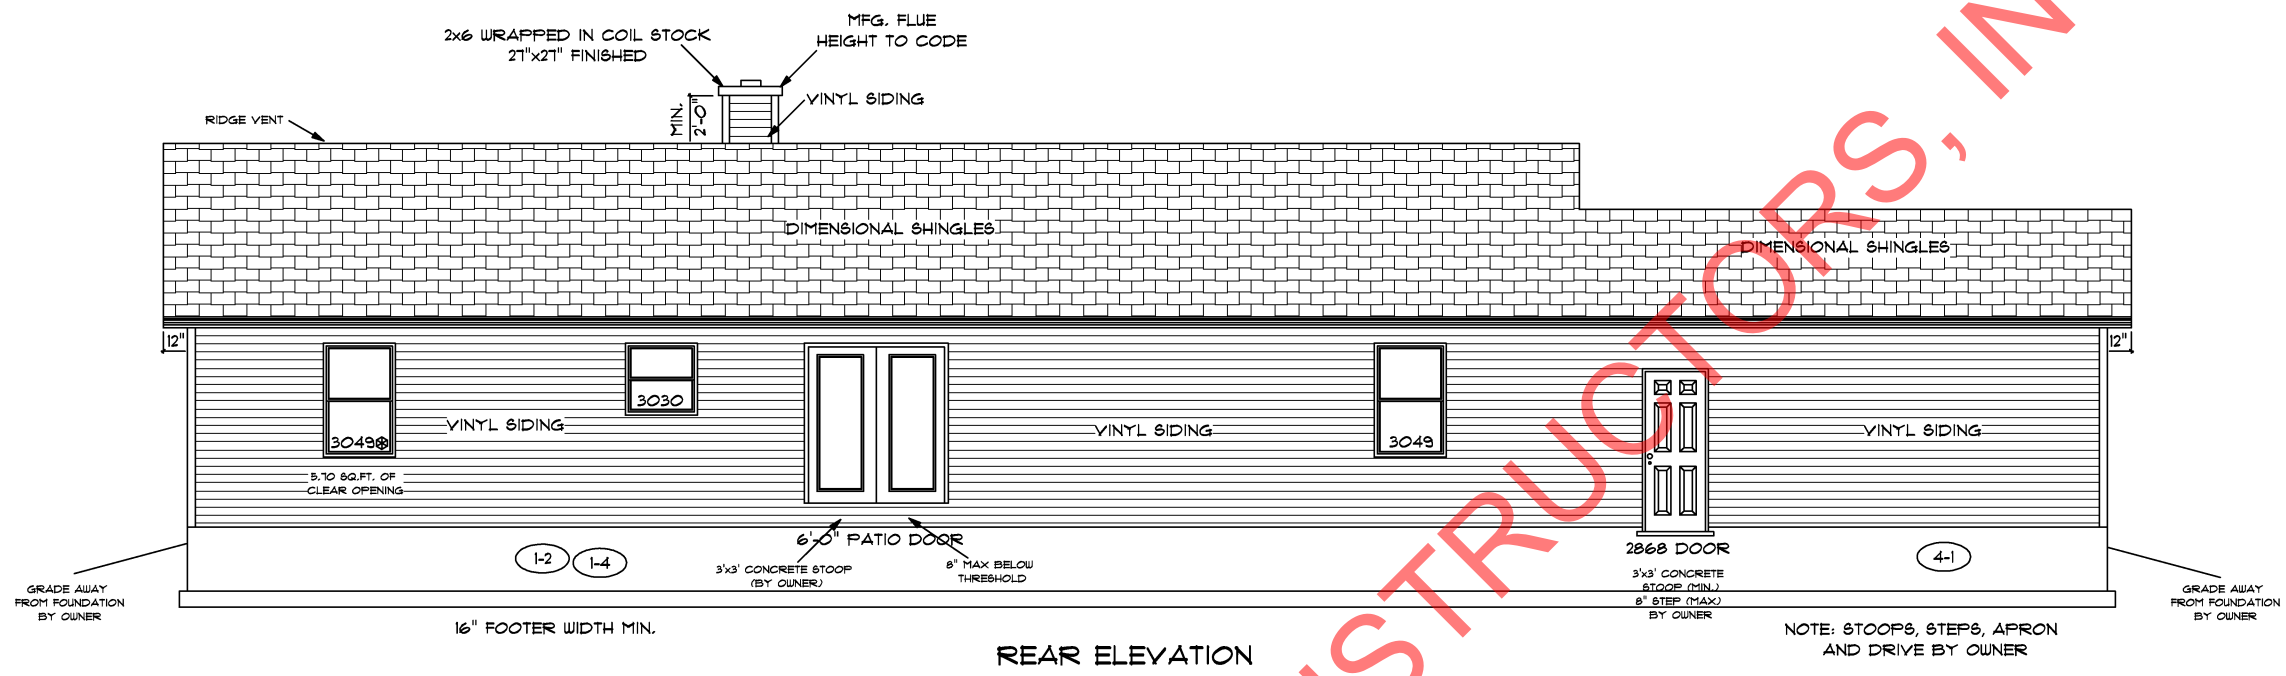 MFG. FLUE
HEIGHT TO CODE
2x6 WRAPPED IN COIL STOCK
27"x27" FINISHED
VINYL SIDING
MIN.
2'-0"
RIDGE VENT
DIMENSIONAL SHINGLES
DIMENSIONAL SHINGLES
12"
12"
3030
3049
3049
VINYL SIDING
VINYL SIDING
VINYL SIDING
5.70 SQ.FT. OF
CLEAR OPENING
6'-0" PATIO DOOR
3'x3' CONCRETE STOOP
(BY OWNER)
8" MAX BELOW
THRESHOLD
2868 DOOR
3'x3' CONCRETE
STOOP (MIN.)
8" STEP (MAX)
BY OWNER
1-2
1-4
4-1
GRADE AWAY
FROM FOUNDATION
BY OWNER
GRADE AWAY
FROM FOUNDATION
BY OWNER
16" FOOTER WIDTH MIN.
REAR ELEVATION
NOTE: STOOPS, STEPS, APRON
AND DRIVE BY OWNER
STRUCTORS, IN